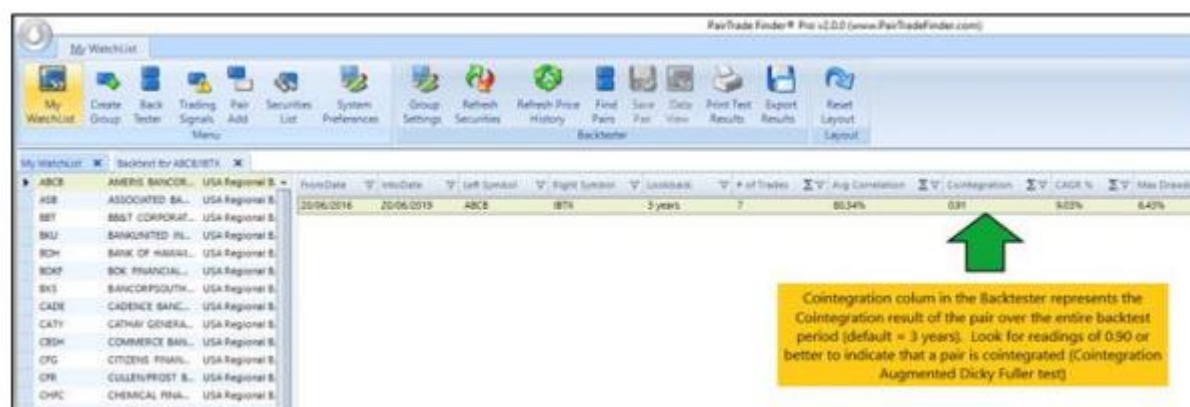 PairTrade Finder® Pro v2.0.0 (www.PairTradeFinder.com)
My WatchList
My WatchList
Create Group
Back Tester
Trading Signals
Pair Add
Securities List
System Preferences
Group Settings
Refresh Securities
Refresh Price History
Find Pairs
Save Pair
Data View
Print Test Results
Export Results
Reset Layout
Menu
Backtester
Layout
My WatchList
Backtest for ABCB/IBTX
FromDate IntoDate Left Symbol Right Symbol Lookback # of Trades Avg Correlation Cointegration CAGR % Max Drawd
20/06/2016 20/06/2019 ABCB IBTX 3 years 7 80.34% 0.91 9.03% 6.43%
ABCB AMERIS BANCOR... USA Regional B.
ASB ASSOCIATED BA... USA Regional B.
BBT BB&T CORPORAT... USA Regional B.
BKU BANKUNITED IN... USA Regional B.
BOH BANK OF HAWAII... USA Regional B.
BOKF BOK FINANCIAL... USA Regional B.
BXS BANCORPSOUTH... USA Regional B.
CADE CADENCE BANC... USA Regional B.
CATY CATHAY GENERA... USA Regional B.
CBSH COMMERCE BAN... USA Regional B.
CFG CITIZENS FINAN... USA Regional B.
CFR CULLEN/FROST B... USA Regional B.
CHFC CHEMICAL FINA... USA Regional B.
Cointegration colum in the Backtester represents the
Cointegration result of the pair over the entire backtest
period (default = 3 years). Look for readings of 0.90 or
better to indicate that a pair is cointegrated (Cointegration
Augmented Dicky Fuller test)